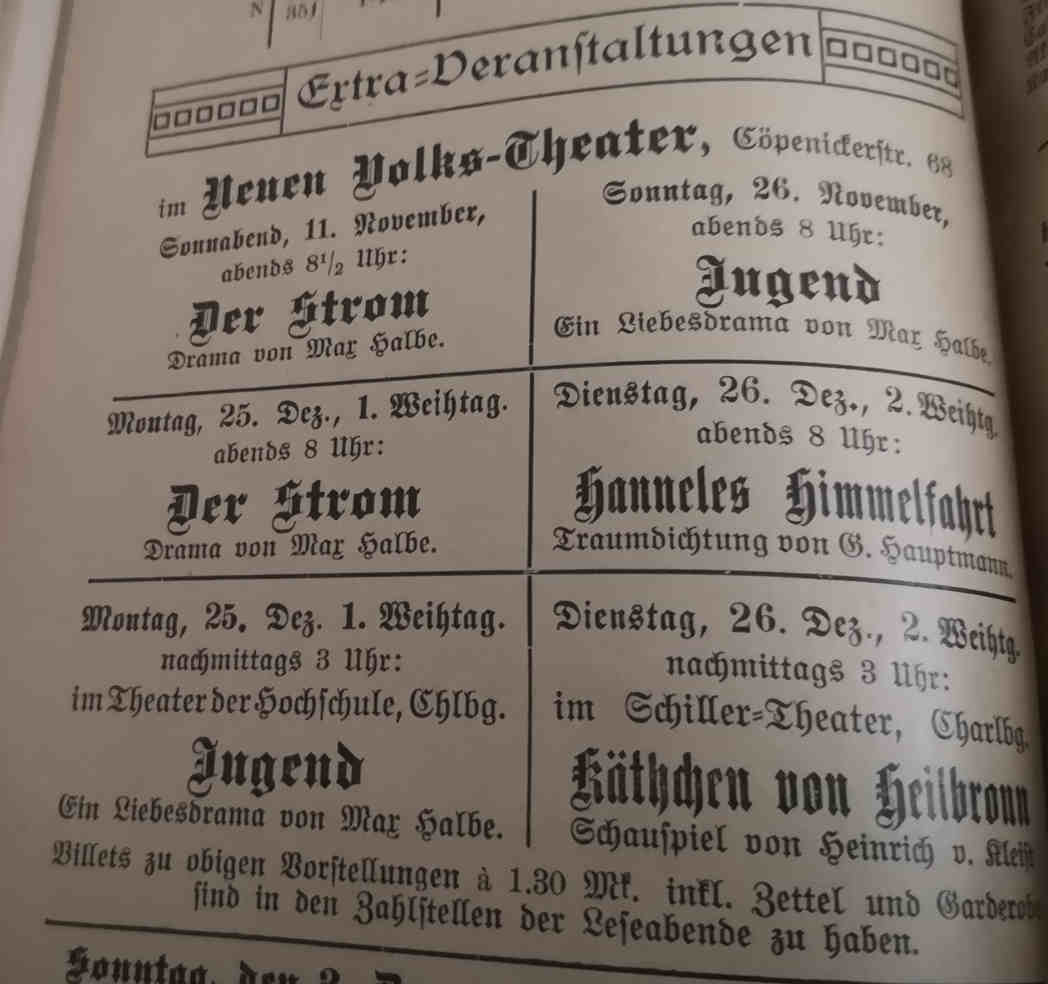 N 351
Extra=Veranſtaltungen
im Neuen Volks-Theater, Cöpenickerſtr. 68
Sonnabend, 11. November,
abends 8½ Uhr:
Der Strom
Drama von Max Halbe.
Sonntag, 26. November,
abends 8 Uhr:
Jugend
Ein Liebesdrama von Max Halbe.
Montag, 25. Dez., 1. Weihtag.
abends 8 Uhr:
Der Strom
Drama von Max Halbe.
Dienstag, 26. Dez., 2. Weihtg.
abends 8 Uhr:
Hanneles Himmelfahrt
Traumdichtung von G. Hauptmann.
Montag, 25. Dez. 1. Weihtag.
nachmittags 3 Uhr:
im Theater der Hochſchule, Chlbg.
Jugend
Ein Liebesdrama von Max Halbe.
Dienstag, 26. Dez., 2. Weihtg.
nachmittags 3 Uhr:
im Schiller=Theater, Charlbg.
Käthchen von Heilbronn
Schauſpiel von Heinrich v. Kleiſt
Billets zu obigen Vorſtellungen à 1.30 Mk. inkl. Zettel und Garderobe
ſind in den Zahlſtellen der Leſeabende zu haben.
Sonntag, den